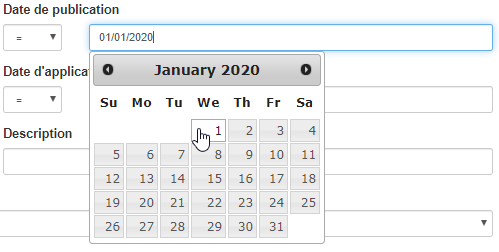 Date de publication
= 01/01/2020
January 2020
Date d'applicat
=
Su Mo Tu We Th Fr Sa
1 2 3 4
Description
5 6 7 8 9 10 11
12 13 14 15 16 17 18
19 20 21 22 23 24 25
26 27 28 29 30 31